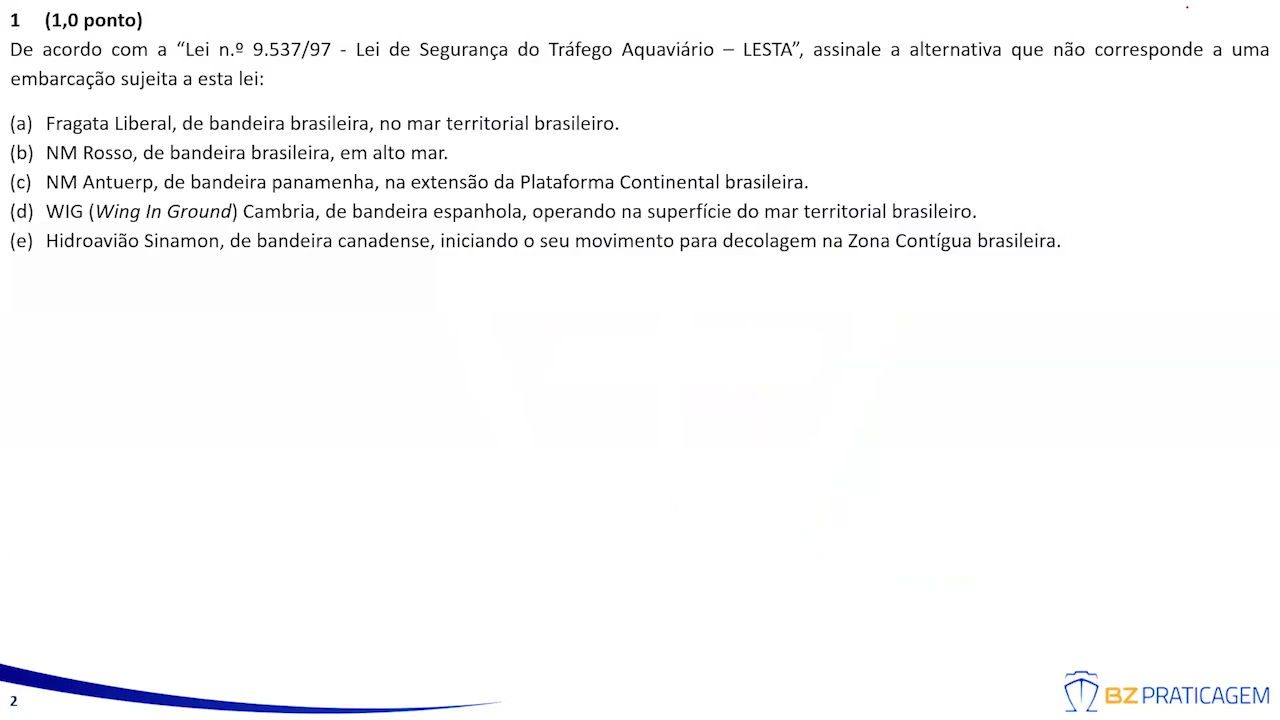 1 (1,0 ponto)
De acordo com a “Lei n.º 9.537/97 - Lei de Segurança do Tráfego Aquaviário – LESTA”, assinale a alternativa que não corresponde a uma
embarcação sujeita a esta lei:
(a) Fragata Liberal, de bandeira brasileira, no mar territorial brasileiro.
(b) NM Rosso, de bandeira brasileira, em alto mar.
(c) NM Antuerp, de bandeira panamenha, na extensão da Plataforma Continental brasileira.
(d) WIG (Wing In Ground) Cambria, de bandeira espanhola, operando na superfície do mar territorial brasileiro.
(e) Hidroavião Sinamon, de bandeira canadense, iniciando o seu movimento para decolagem na Zona Contígua brasileira.
2
BZ PRATICAGEM